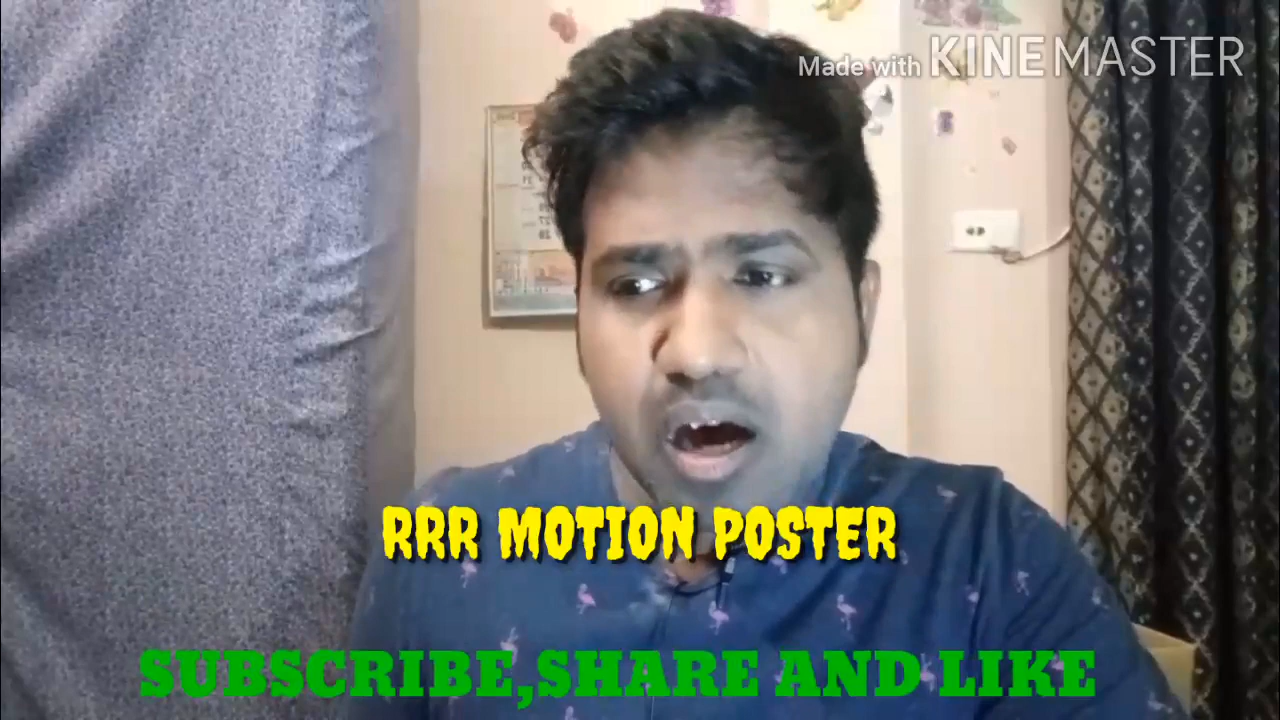 Made with KINEMASTER
RRR MOTION POSTER
SUBSCRIBE,SHARE AND LIKE